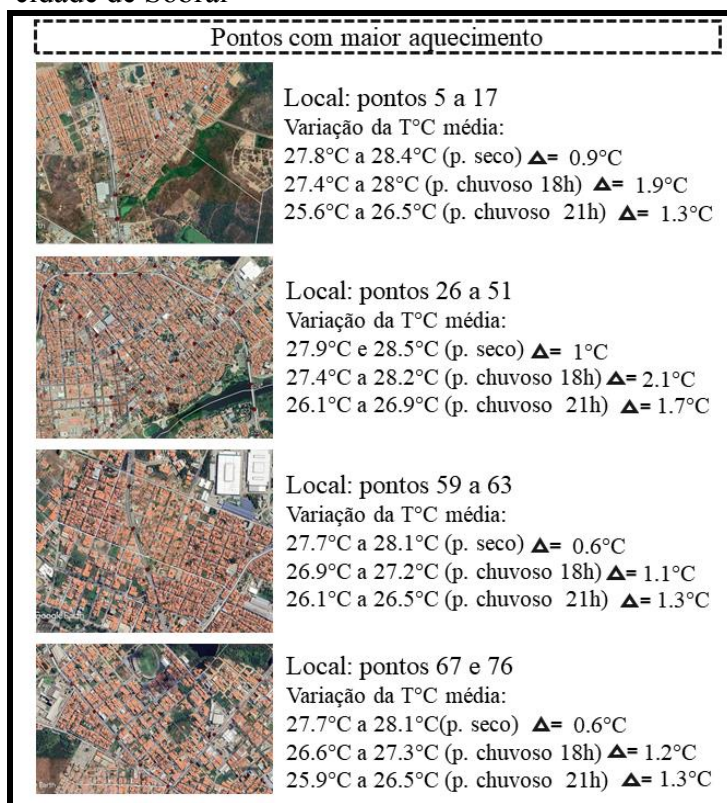 cidade de Sobral
Pontos com maior aquecimento
Local: pontos 5 a 17
Variação da T°C média:
27.8°C a 28.4°C (p. seco) Δ= 0.9°C
27.4°C a 28°C (p. chuvoso 18h) Δ= 1.9°C
25.6°C a 26.5°C (p. chuvoso 21h) Δ= 1.3°C
Local: pontos 26 a 51
Variação da T°C média:
27.9°C e 28.5°C (p. seco) Δ= 1°C
27.4°C a 28.2°C (p. chuvoso 18h) Δ= 2.1°C
26.1°C a 26.9°C (p. chuvoso 21h) Δ= 1.7°C
Local: pontos 59 a 63
Variação da T°C média:
27.7°C a 28.1°C (p. seco) Δ= 0.6°C
26.9°C a 27.2°C (p. chuvoso 18h) Δ= 1.1°C
26.1°C a 26.5°C (p. chuvoso 21h) Δ= 1.3°C
Google Earth
Local: pontos 67 e 76
Variação da T°C média:
27.7°C a 28.1°C(p. seco) Δ= 0.6°C
26.6°C a 27.3°C (p. chuvoso 18h) Δ= 1.2°C
25.9°C a 26.5°C (p. chuvoso 21h) Δ= 1.3°C